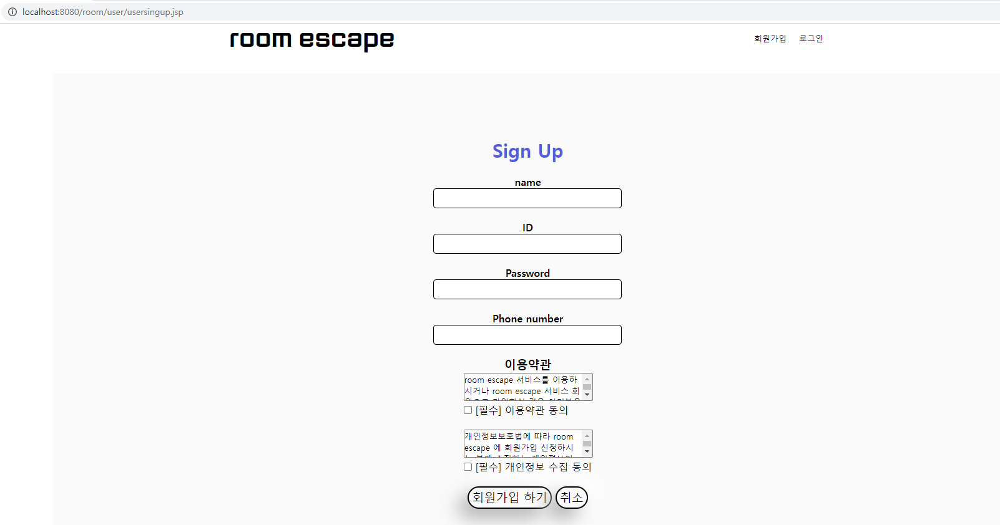 localhost:8080/room/user/usersingup.jsp
room escape
회원가입 로그인
Sign Up
name
ID
Password
Phone number
이용약관
room escape 서비스를 이용하
시거나 room escape 서비스 회
[필수] 이용약관 동의
개인정보보호법에 따라 room
escape 에 회원가입 신청하시
[필수] 개인정보 수집 동의
회원가입 하기 취소